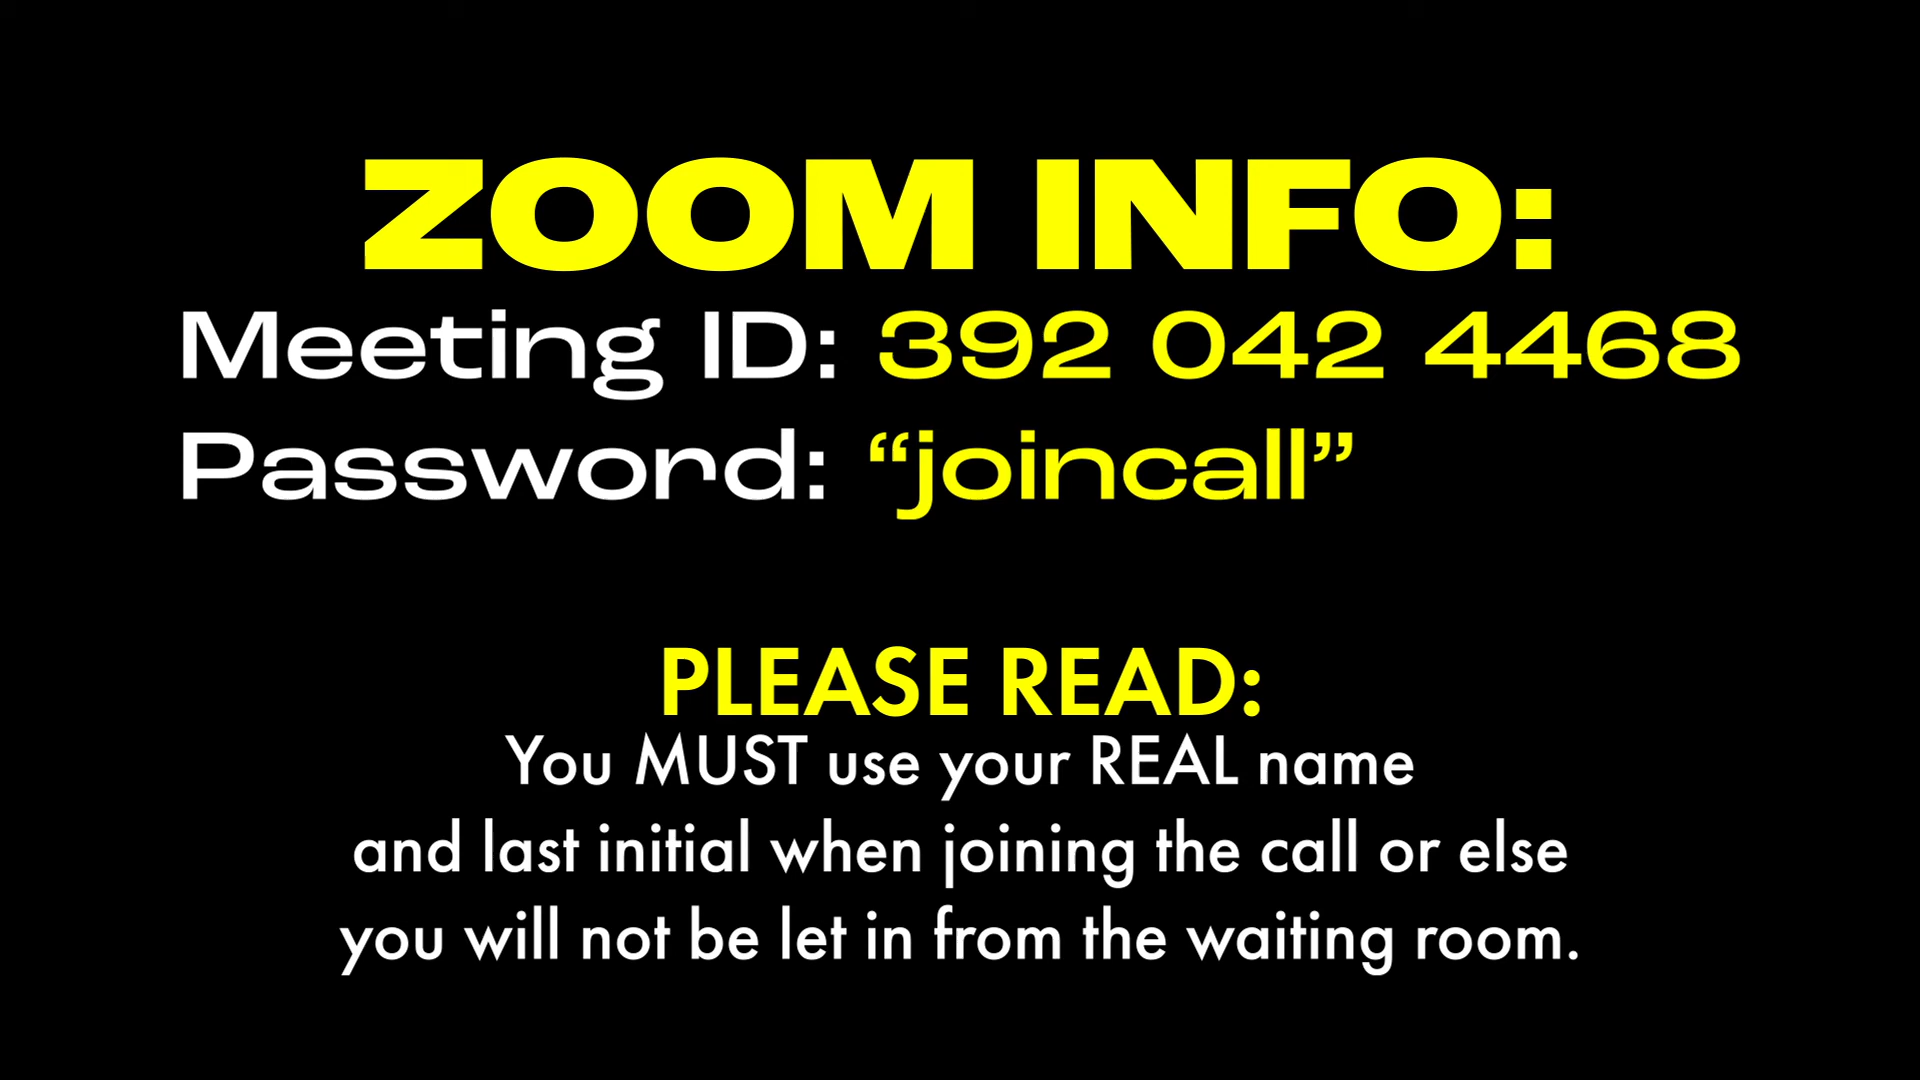 ZOOM INFO:
Meeting ID: 392 042 4468
Password: “joincall”
PLEASE READ:
You MUST use your REAL name
and last initial when joining the call or else
you will not be let in from the waiting room.